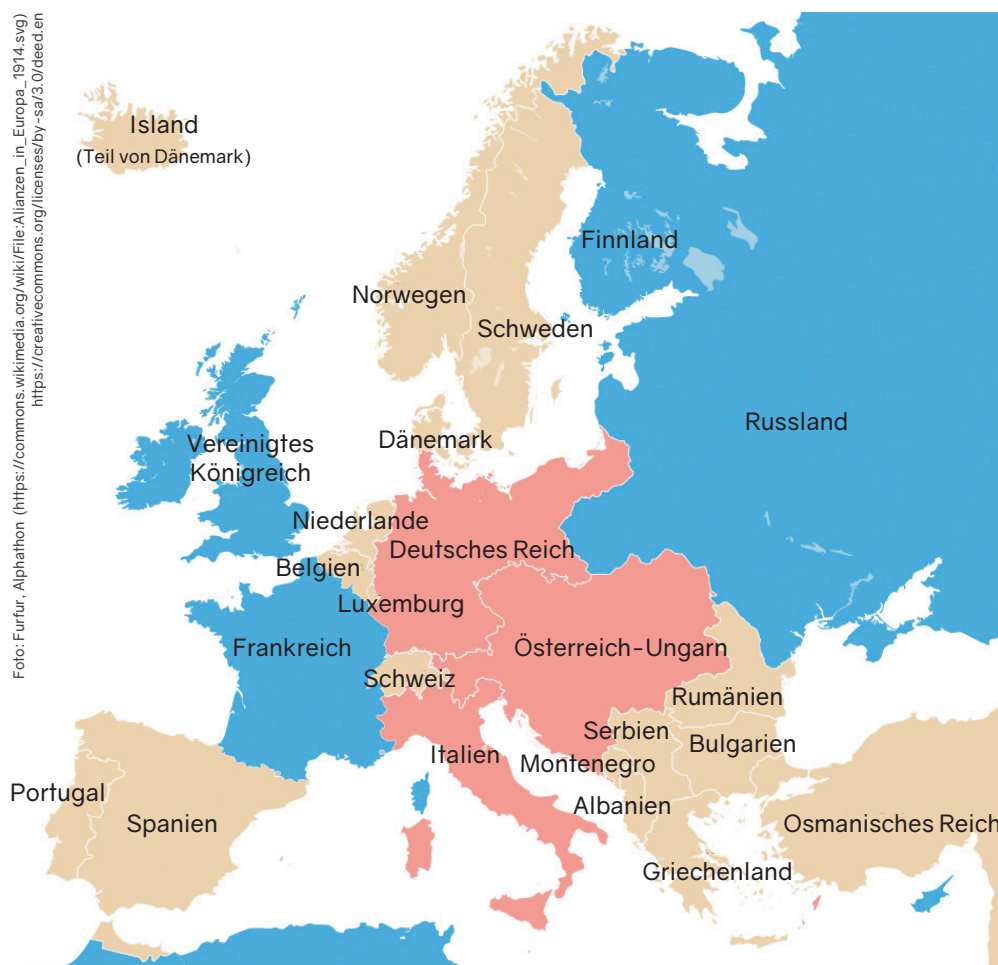 Foto: Furfur, Alphathon (https://commons.wikimedia.org/wiki/File:Alianzen_in_Europa_1914.svg)
https://creativecommons.org/licenses/by-sa/3.0/deed.en
Island
(Teil von Dänemark)
Finnland
Norwegen
Schweden
Russland
Dänemark
Vereinigtes
Königreich
Niederlande
Deutsches Reich
Belgien
Luxemburg
Frankreich
Österreich-Ungarn
Schweiz
Rumänien
Serbien
Bulgarien
Italien
Montenegro
Portugal
Albanien
Spanien
Osmanisches Reich
Griechenland